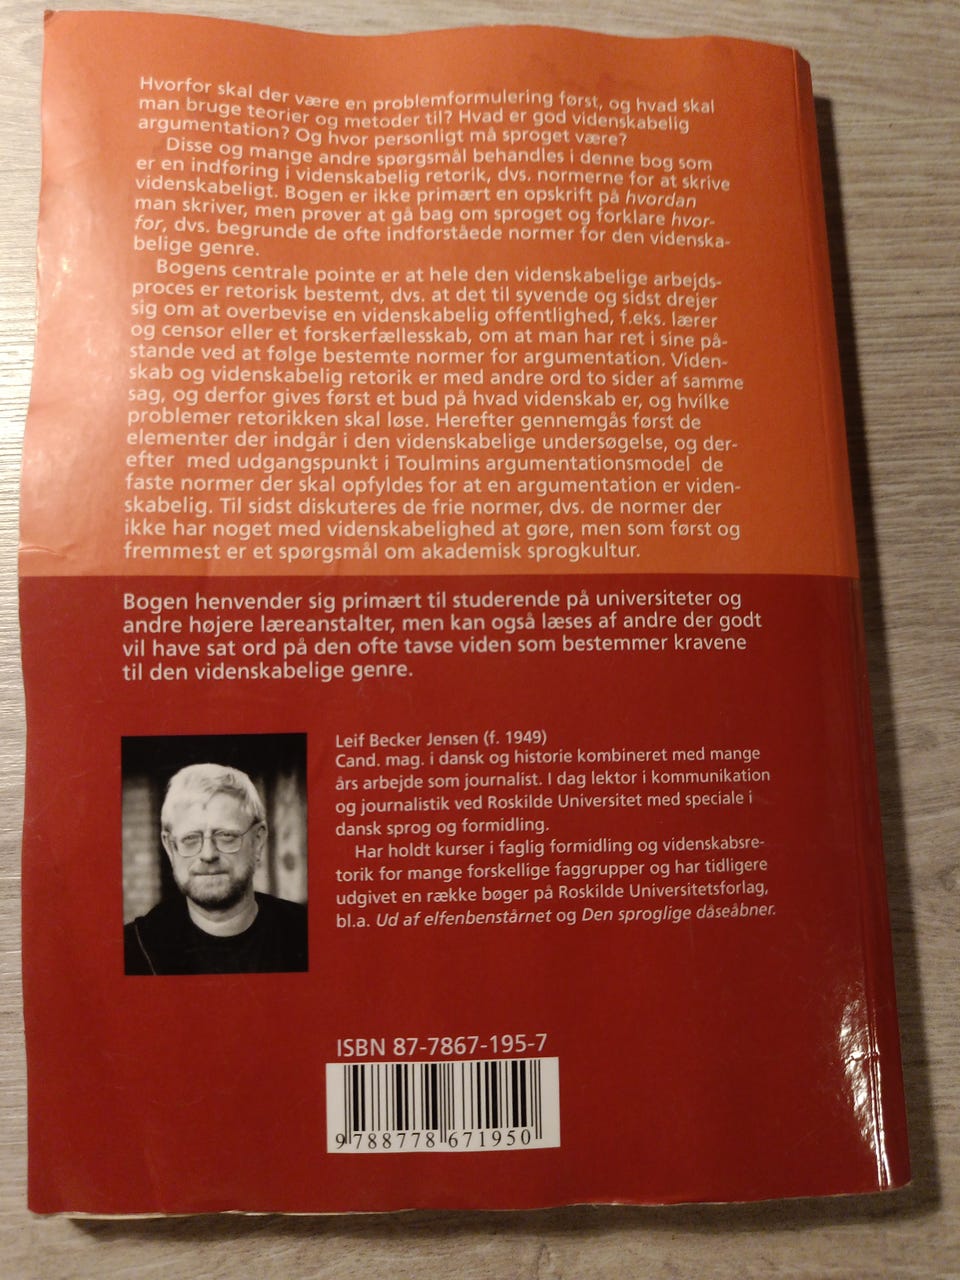 Hvorfor skal der være en problemformulering først, og hvad skal
man bruge teorier og metoder til? Hvad er god videnskabelig
argumentation? Og hvor personligt må sproget være?
Disse og mange andre spørgsmål behandles i denne bog som
er en indføring i videnskabelig retorik, dvs. normerne for at skrive
videnskabeligt. Bogen er ikke primært en opskrift på hvordan
man skriver, men prøver at gå bag om sproget og forklare hvor-
for, dvs. begrunde de ofte indforståede normer for den videnska-
belige genre.
Bogens centrale pointe er at hele den videnskabelige arbejds-
proces er retorisk bestemt, dvs. at det til syvende og sidst drejer
sig om at overbevise en videnskabelig offentlighed, f.eks. lærer
og censor eller et forskerfællesskab, om at man har ret i sine på-
stande ved at følge bestemte normer for argumentation. Viden-
skab og videnskabelig retorik er med andre ord to sider af samme
sag, og derfor gives først et bud på hvad videnskab er, og hvilke
problemer retorikken skal løse. Herefter gennemgås først de
elementer der indgår i den videnskabelige undersøgelse, og der-
efter med udgangspunkt i Toulmins argumentationsmodel de
faste normer der skal opfyldes for at en argumentation er viden-
skabelig. Til sidst diskuteres de frie normer, dvs. de normer der
ikke har noget med videnskabelighed at gøre, men som først og
fremmest er et spørgsmål om akademisk sprogkultur.
Bogen henvender sig primært til studerende på universiteter og
andre højere læreanstalter, men kan også læses af andre der godt
vil have sat ord på den ofte tavse viden som bestemmer kravene
til den videnskabelige genre.
Leif Becker Jensen (f. 1949)
Cand. mag. i dansk og historie kombineret med mange
års arbejde som journalist. I dag lektor i kommunikation
og journalistik ved Roskilde Universitet med speciale i
dansk sprog og formidling.
Har holdt kurser i faglig formidling og videnskabsre-
torik for mange forskellige faggrupper og har tidligere
udgivet en række bøger på Roskilde Universitetsforlag,
bl.a. Ud af elfenbenstårnet og Den sproglige dåseåbner.
ISBN 87-7867-195-7
9 788778 671950